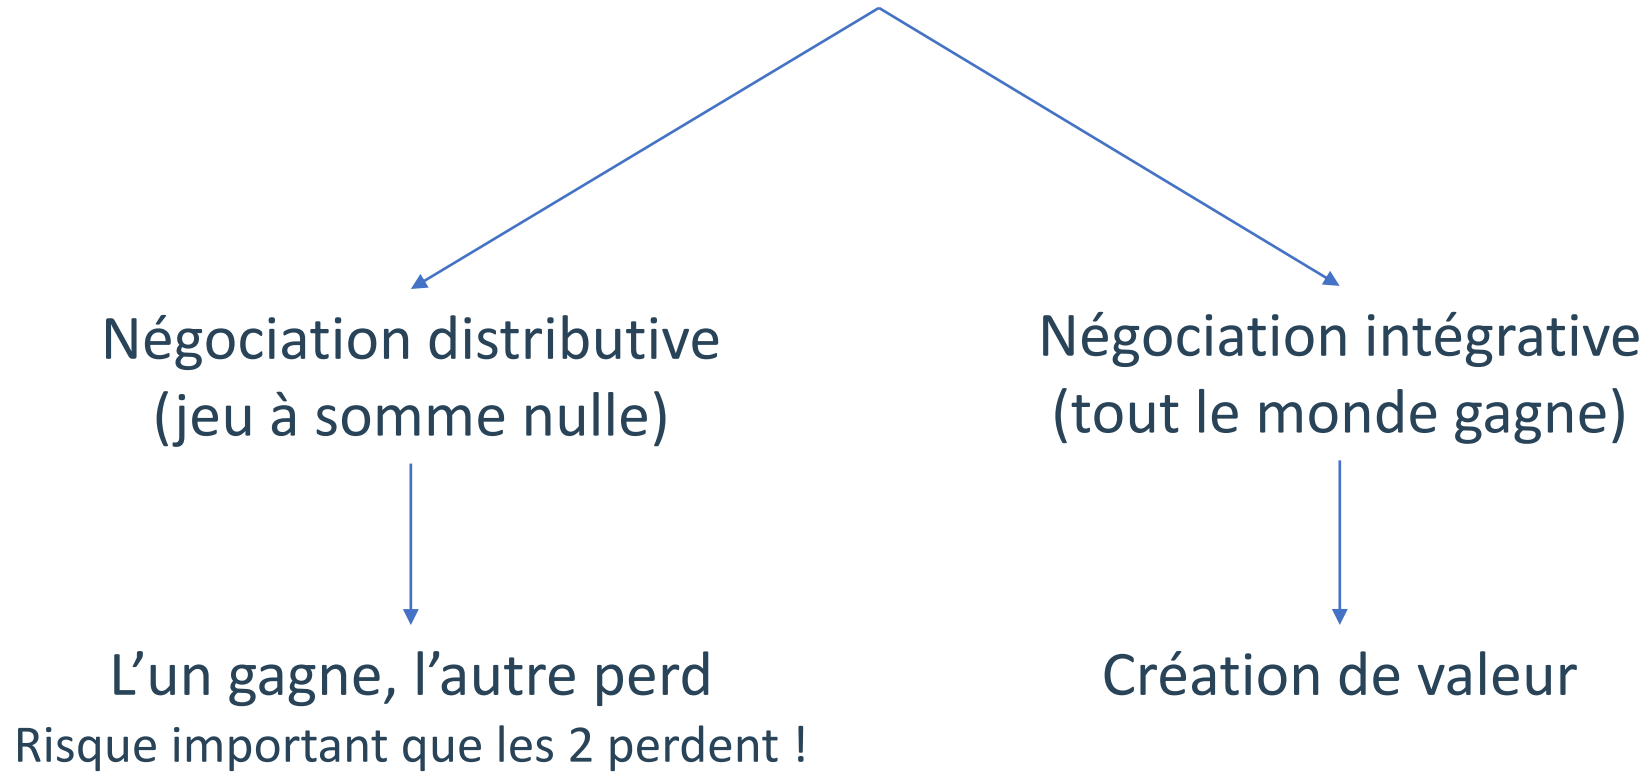 Négociation distributive
(jeu à somme nulle)
L’un gagne, l’autre perd
Risque important que les 2 perdent !
Négociation intégrative
(tout le monde gagne)
Création de valeur